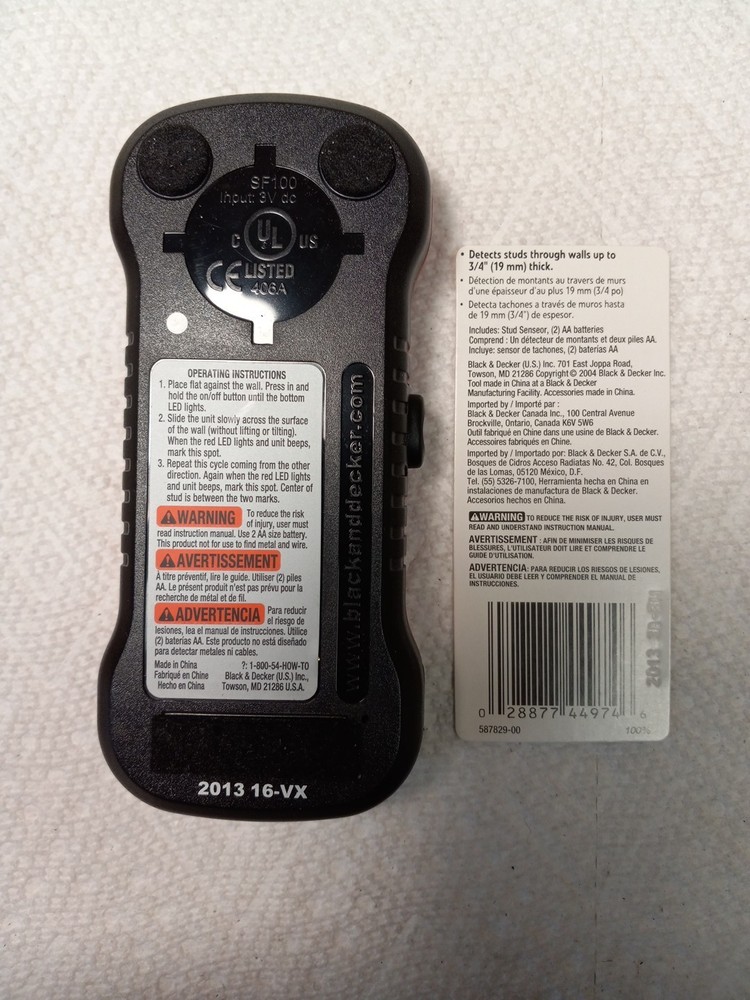 SF100
Input: 3V dc
C UL US
CE LISTED
406A
OPERATING INSTRUCTIONS
1. Place flat against the wall. Press in and
hold the on/off button until the bottom
LED lights.
2. Slide the unit slowly across the surface
of the wall (without lifting or tilting).
When the red LED lights and unit beeps,
mark this spot.
3. Repeat this cycle coming from the other
direction. Again when the red LED lights
and unit beeps, mark this spot. Center of
stud is between the two marks.
WARNING To reduce the risk
of injury, user must
read instruction manual. Use 2 AA size battery.
This product not for use to find metal and wire.
AVERTISSEMENT
À titre préventif, lire le guide. Utiliser (2) piles
AA. Le présent produit n'est pas prévu pour la
recherche de métal et de fil.
ADVERTENCIA Para reducir
el riesgo de
lesiones, lea el manual de instrucciones. Utilice
(2) baterías AA. Este producto no está diseñado
para detectar metales ni cables.
Made in China ?: 1-800-54-HOW-TO
Fabriqué en Chine Black & Decker (U.S.) Inc.,
Hecho en China Towson, MD 21286 U.S.A.
www.blackanddecker.com
2013 16-VX
• Detects studs through walls up to
3/4" (19 mm) thick.
• Détection de montants au travers de murs
d'une épaisseur d'au plus 19 mm (3/4 po)
• Detecta tachones a través de muros hasta
de 19 mm (3/4") de espesor.
Includes: Stud Senseor, (2) AA batteries
Comprend : Un détecteur de montants et deux piles AA.
Incluye: sensor de tachones, (2) baterías AA
Black & Decker (U.S.) Inc. 701 East Joppa Road,
Towson, MD 21286 Copyright © 2004 Black & Decker Inc.
Tool made in China at a Black & Decker
Manufacturing Facility. Accessories made in China.
Imported by / Importé par :
Black & Decker Canada Inc., 100 Central Avenue
Brockville, Ontario, Canada K6V 5W6
Outil fabriqué en Chine dans une usine de Black & Decker.
Accessoires fabriqués en Chine.
Imported by / Importado por: Black & Decker S.A. de C.V.,
Bosques de Cidros Acceso Radiatas No. 42, Col. Bosques
de las Lomas, 05120 México, D.F.
Tel. (55) 5326-7100, Herramienta hecha en China en
instalaciones de manufactura de Black & Decker.
Accesorios hechos en China.
WARNING TO REDUCE THE RISK OF INJURY, USER MUST
READ AND UNDERSTAND INSTRUCTION MANUAL.
AVERTISSEMENT : AFIN DE MINIMISER LES RISQUES DE
BLESSURES, L'UTILISATEUR DOIT LIRE ET COMPRENDRE LE
GUIDE D'UTILISATION.
ADVERTENCIA: PARA REDUCIR LOS RIESGOS DE LESIONES,
EL USUARIO DEBE LEER Y COMPRENDER EL MANUAL DE
INSTRUCCIONES.
2013
0 28877 44974 6
587829-00 100%